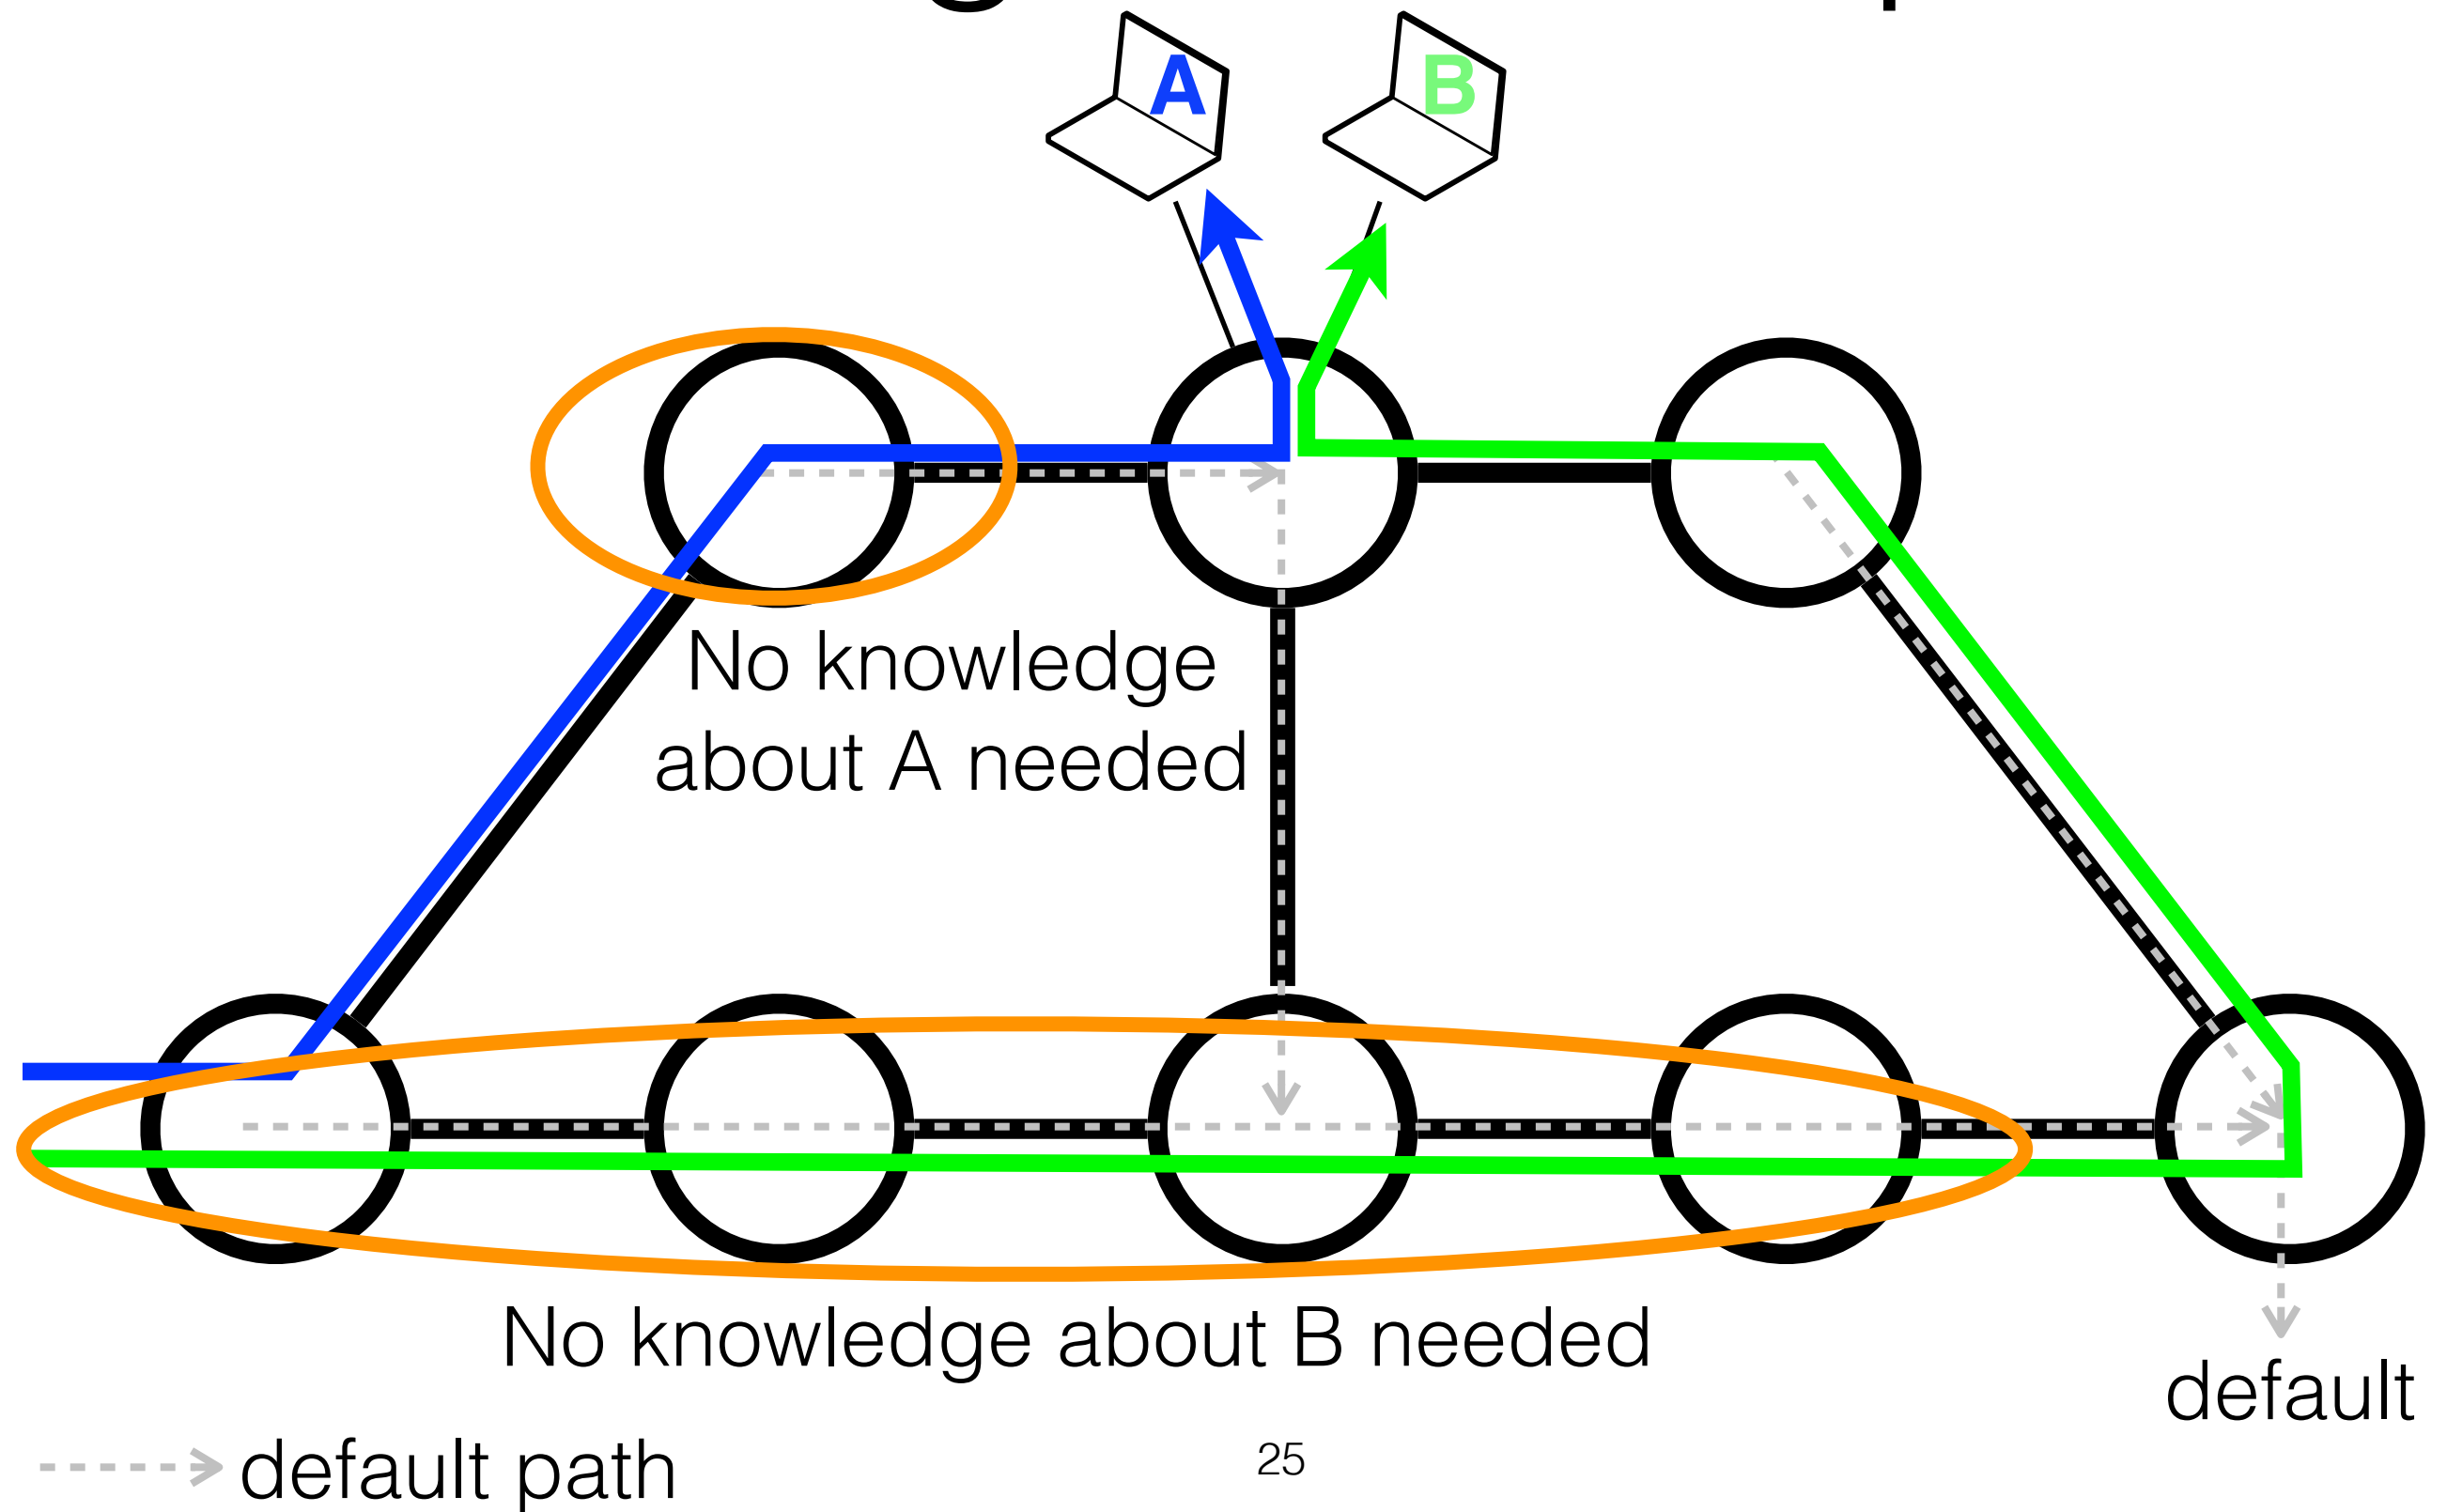 A B
No knowledge
about A needed
No knowledge about B needed
default
default path
25